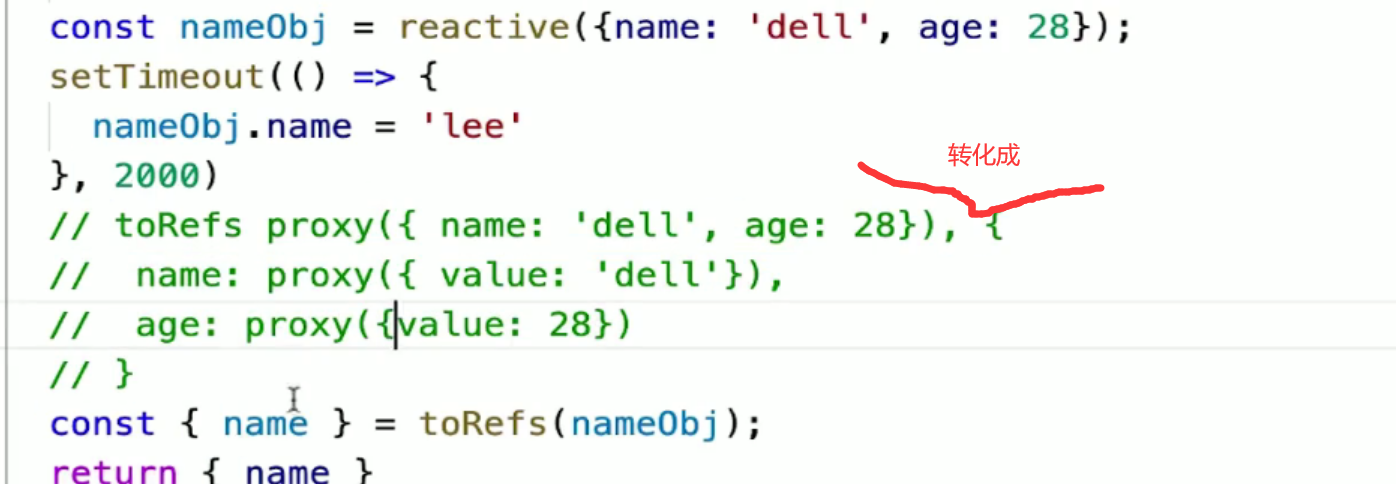 const nameObj = reactive({name: 'dell', age: 28});
setTimeout(() => {
nameObj.name = 'lee'
转化成
}, 2000)
// toRefs proxy({ name: 'dell', age: 28}), {
//  name: proxy({ value: 'dell'}),
//  age: proxy({value: 28})
// }
const { name } = toRefs(nameObj);
return { name }